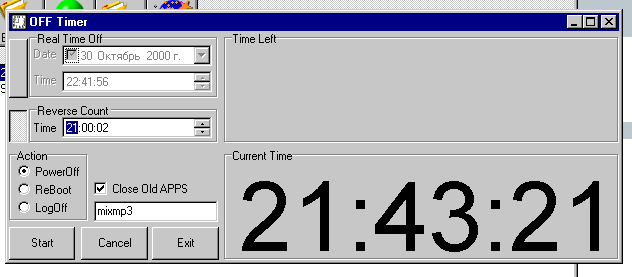 OFF Timer
Real Time Off
Date 30 Октябрь 2000 г.
Time 22:41:56
Reverse Count
Time 21:00:02
Action
PowerOff
ReBoot
LogOff
Close Old APPS
mixmp3
Start Cancel Exit
Time Left
Current Time
21:43:21